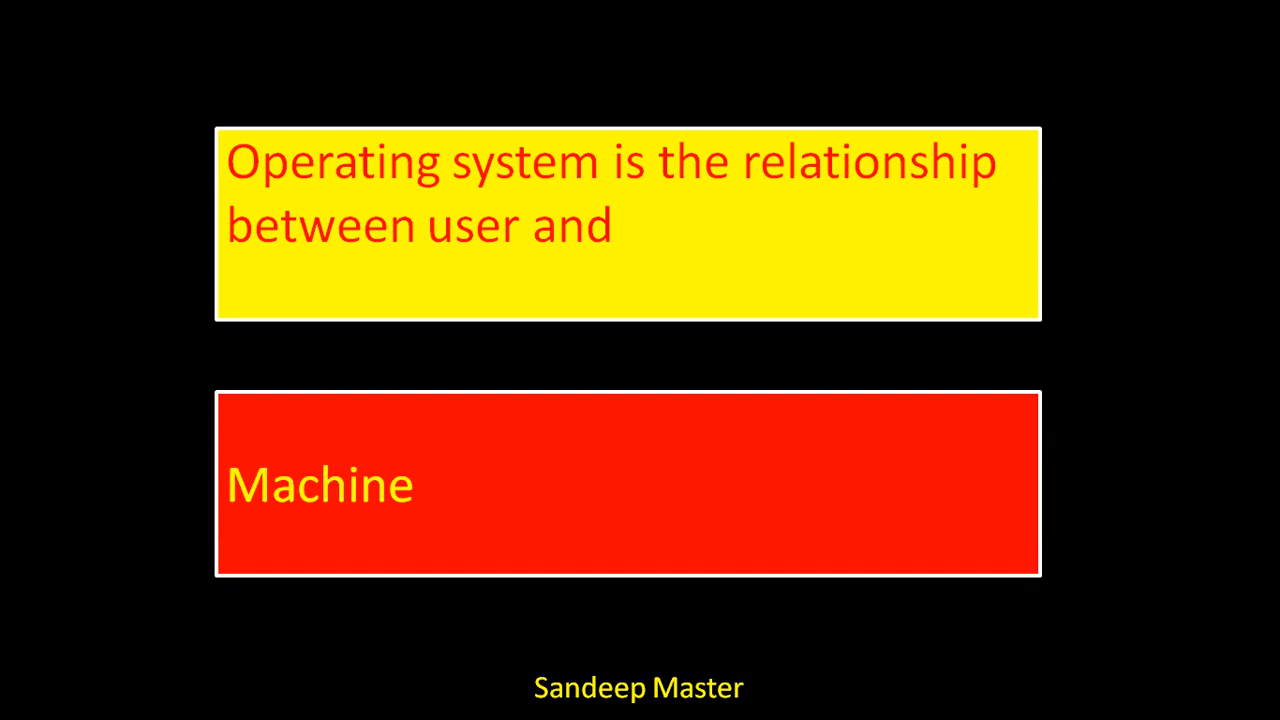 Operating system is the relationship
between user and
Machine
Sandeep Master